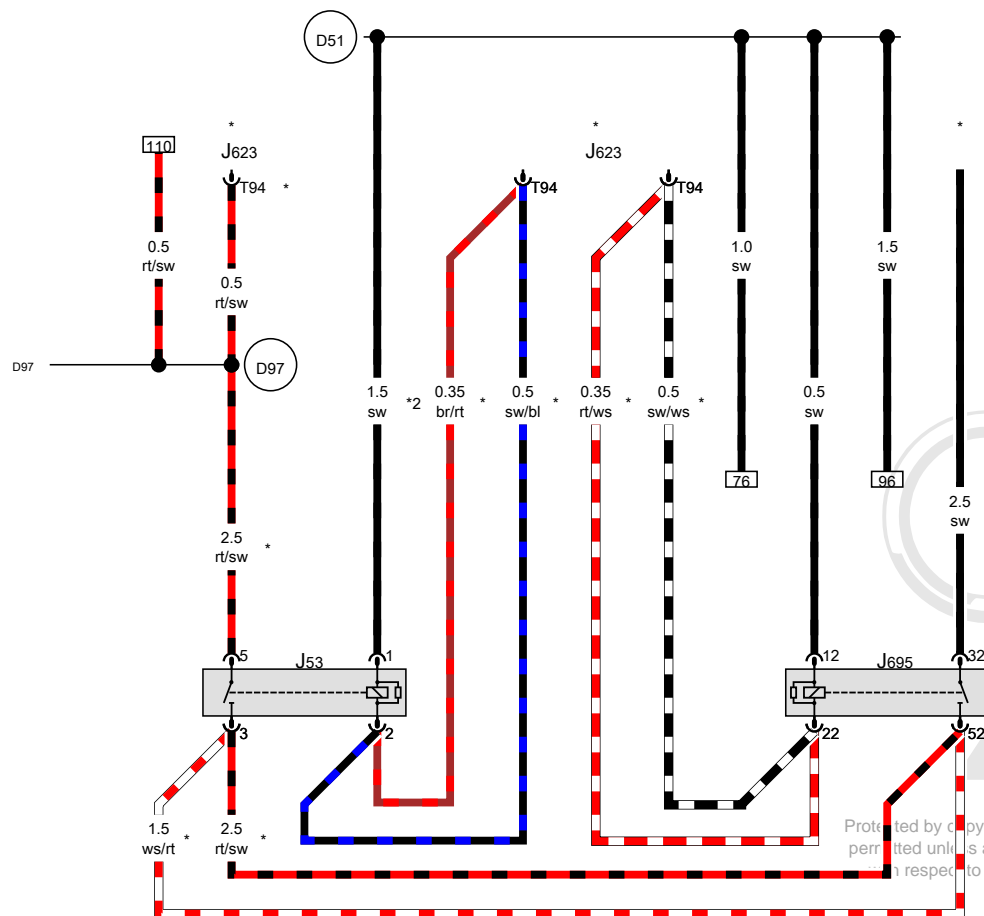 D51
*
*
*
110
J623
J623
T94 *
T94
T94
0.5
rt/sw
0.5
rt/sw
1.0
sw
1.5
sw
D97
D97
1.5
sw
*2
0.35
br/rt
*
0.5
sw/bl
*
0.35
rt/ws
*
0.5
sw/ws
*
0.5
sw
76
96
2.5
sw
2.5
rt/sw
*
5
J53
1
12
J695
32
3
2
22
52
1.5
ws/rt
*
2.5
rt/sw
*
Protected by copy
permitted unless a
with respect to